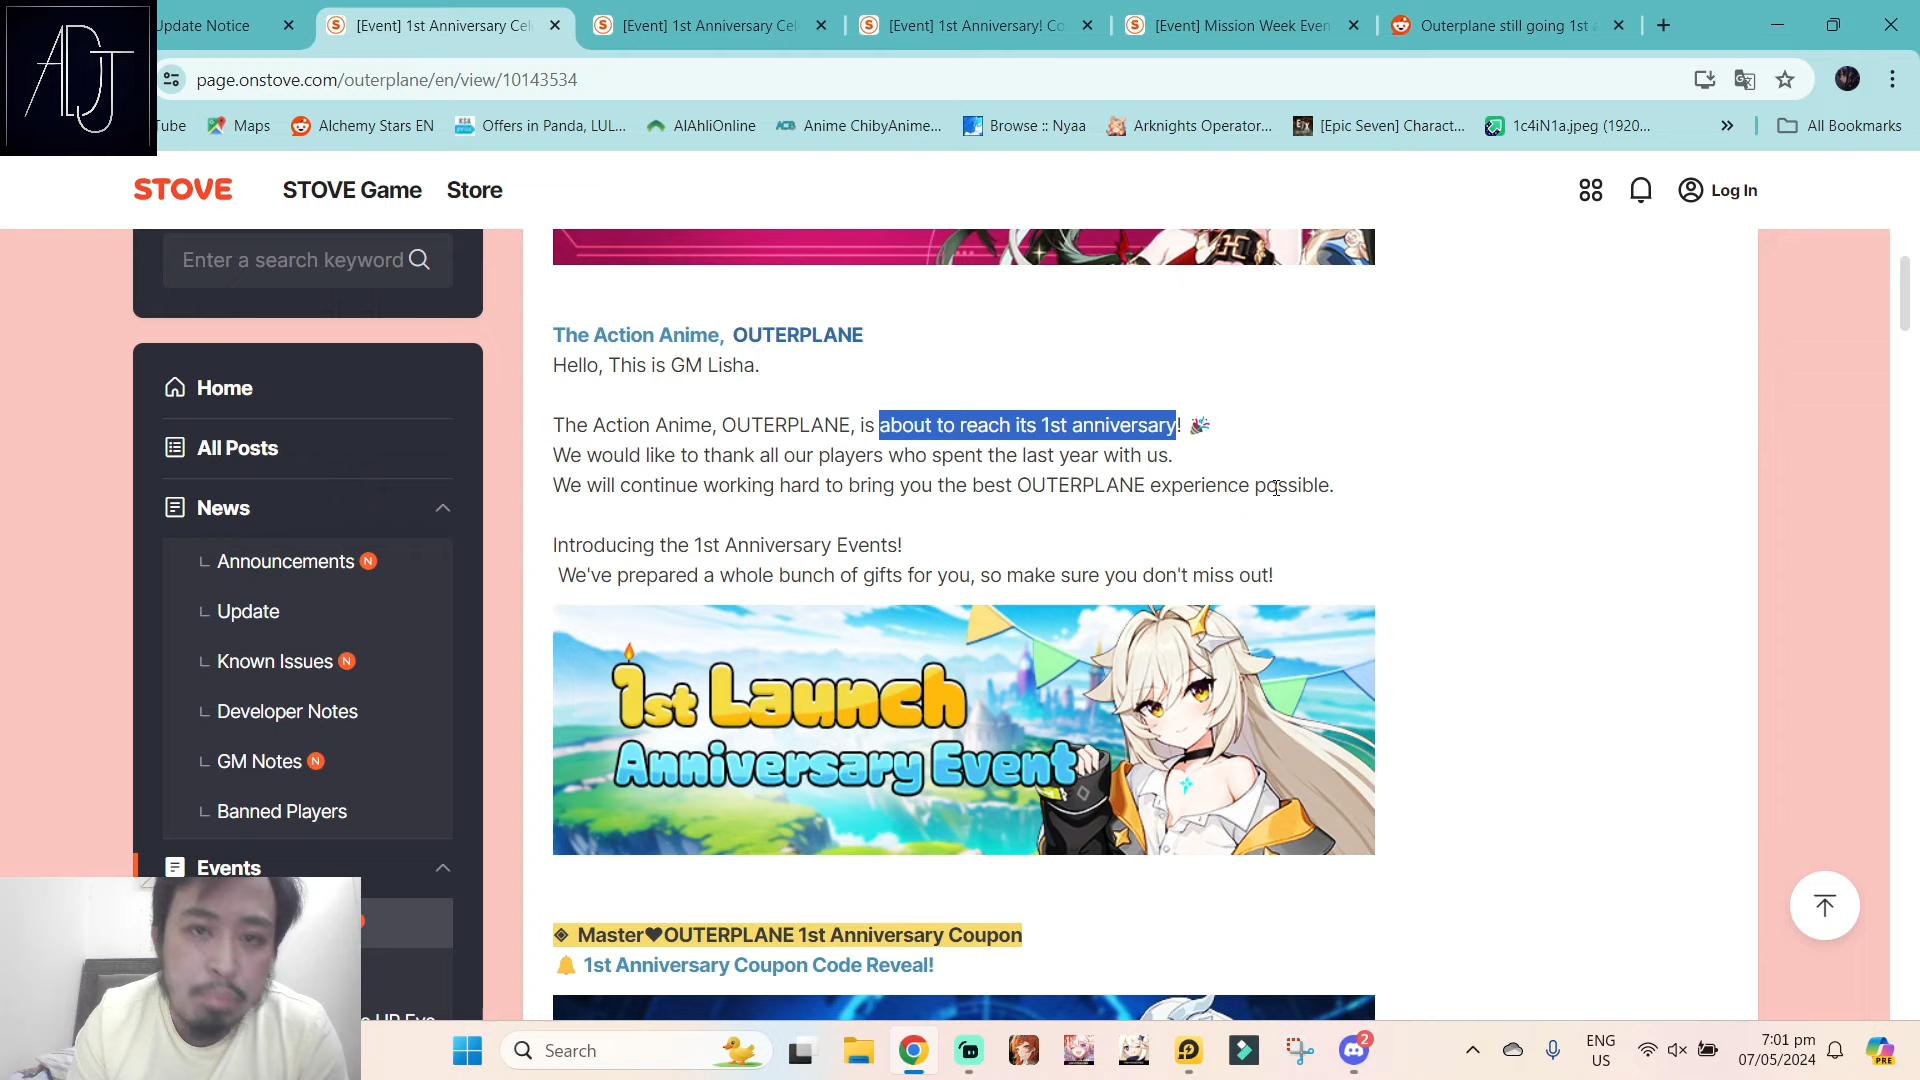 ADJ
Update Notice
[Event] 1st Anniversary Cel
[Event] 1st Anniversary Cel
[Event] 1st Anniversary! Co
[Event] Mission Week Even
Outerplane still going 1st a
page.onstove.com/outerplane/en/view/10143534
Tube
Maps
Alchemy Stars EN
Offers in Panda, LUL...
AlAhliOnline
Anime ChibyAnime...
Browse :: Nyaa
Arknights Operator...
[Epic Seven] Charact...
1c4iN1a.jpeg (1920...
All Bookmarks
STOVE
STOVE Game
Store
Log In
Enter a search keyword
Home
All Posts
News
Announcements N
Update
Known Issues N
Developer Notes
GM Notes N
Banned Players
Events
The Action Anime, OUTERPLANE
Hello, This is GM Lisha.
The Action Anime, OUTERPLANE, is about to reach its 1st anniversary! 🎉
We would like to thank all our players who spent the last year with us.
We will continue working hard to bring you the best OUTERPLANE experience possible.
Introducing the 1st Anniversary Events!
We've prepared a whole bunch of gifts for you, so make sure you don't miss out!
1st Launch
Anniversary Event
◈ Master♥OUTERPLANE 1st Anniversary Coupon
🔔 1st Anniversary Coupon Code Reveal!
Search
2
ENG
US
7:01 pm
07/05/2024
PRE